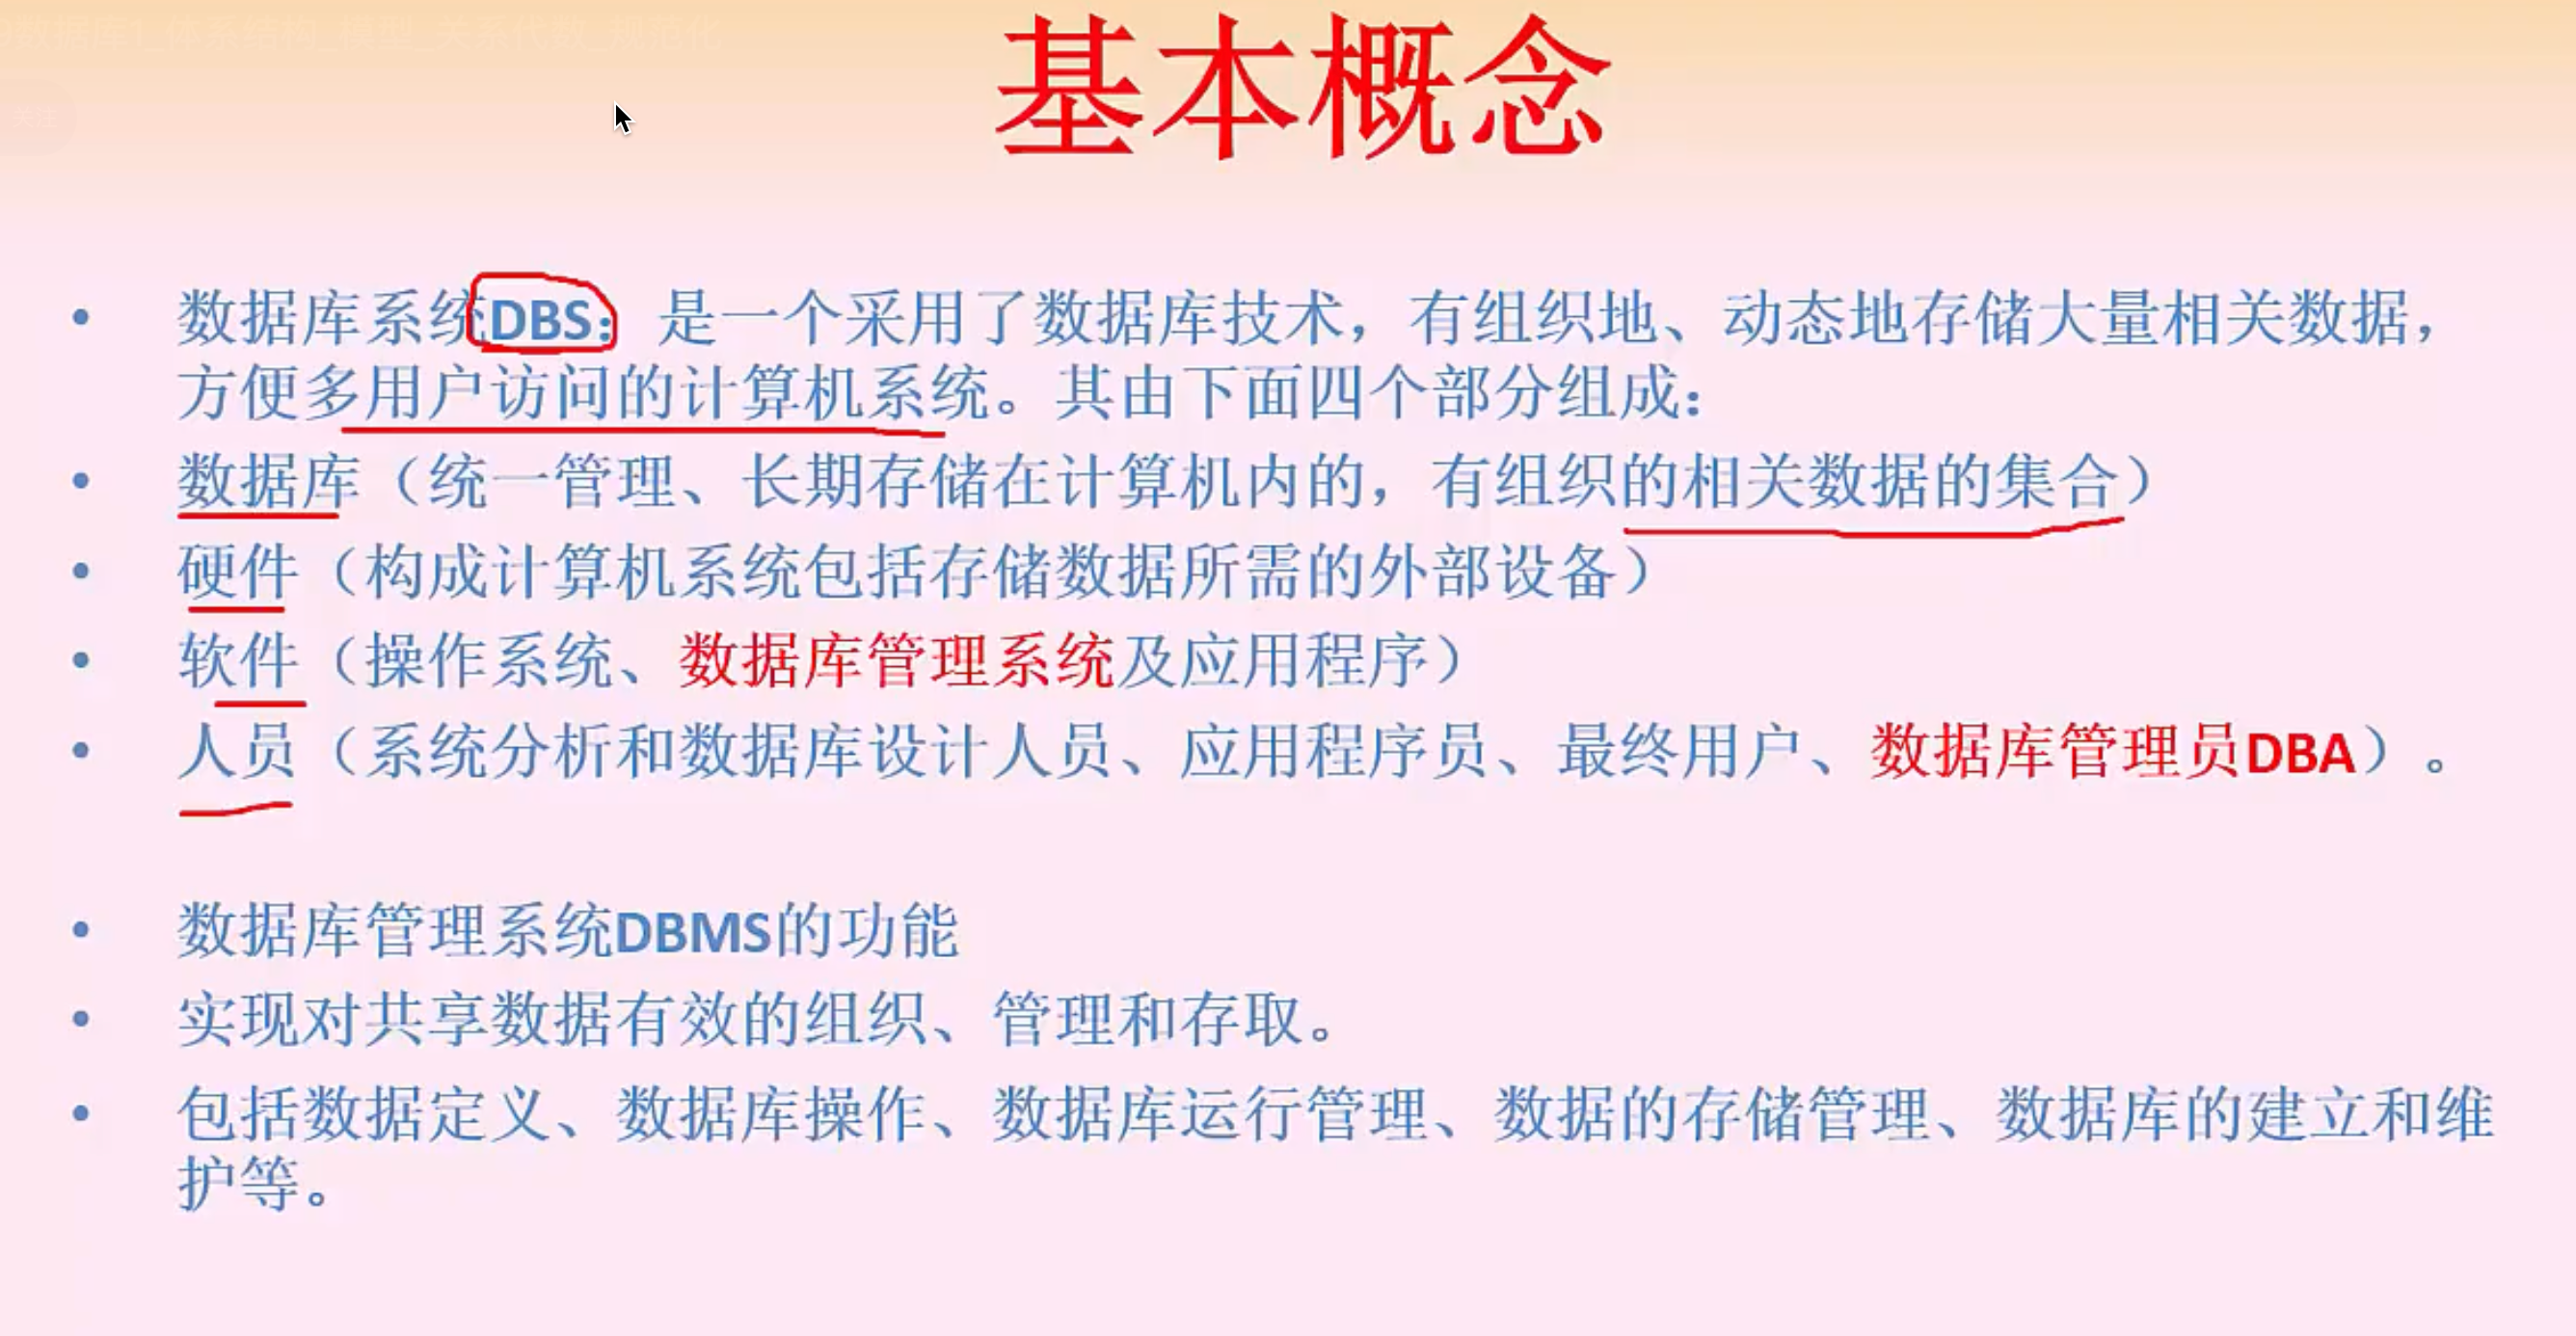 基本概念
• 数据库系统DBS：是一个采用了数据库技术，有组织地、动态地存储大量相关数据，
方便多用户访问的计算机系统。其由下面四个部分组成：
• 数据库（统一管理、长期存储在计算机内的，有组织的相关数据的集合）
• 硬件（构成计算机系统包括存储数据所需的外部设备）
• 软件（操作系统、数据库管理系统及应用程序）
• 人员（系统分析和数据库设计人员、应用程序员、最终用户、数据库管理员DBA）。
• 数据库管理系统DBMS的功能
• 实现对共享数据有效的组织、管理和存取。
• 包括数据定义、数据库操作、数据库运行管理、数据的存储管理、数据库的建立和维
护等。